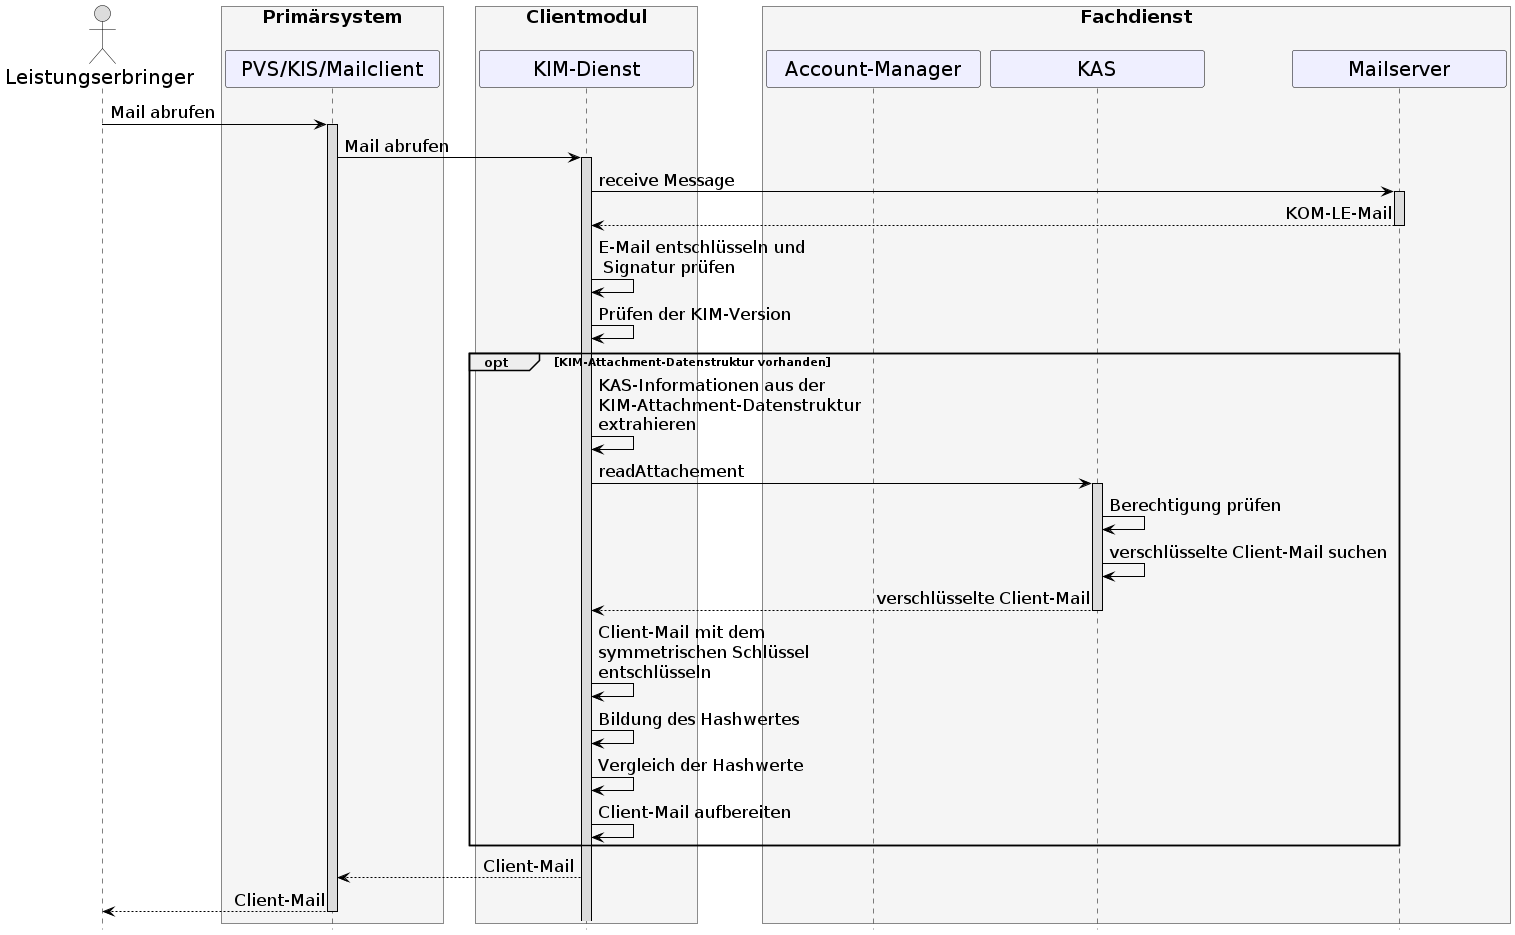 Primärsystem
Clientmodul
Fachdienst
Leistungserbringer
PVS/KIS/Mailclient
KIM-Dienst
Account-Manager
KAS
Mailserver
Mail abrufen
Mail abrufen
receive Message
KOM-LE-Mail
E-Mail entschlüsseln und
Signatur prüfen
Prüfen der KIM-Version
opt
[KIM-Attachment-Datenstruktur vorhanden]
KAS-Informationen aus der
KIM-Attachment-Datenstruktur
extrahieren
readAttachement
Berechtigung prüfen
verschlüsselte Client-Mail suchen
verschlüsselte Client-Mail
Client-Mail mit dem
symmetrischen Schlüssel
entschlüsseln
Bildung des Hashwertes
Vergleich der Hashwerte
Client-Mail aufbereiten
Client-Mail
Client-Mail